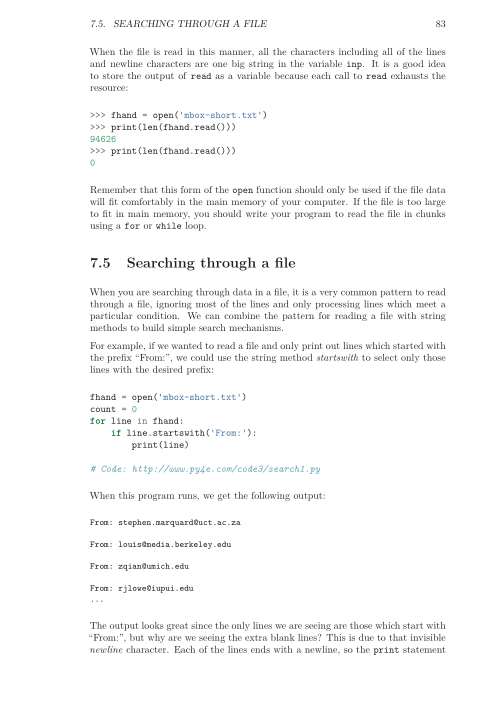 7.5. SEARCHING THROUGH A FILE 83
When the file is read in this manner, all the characters including all of the lines
and newline characters are one big string in the variable inp. It is a good idea
to store the output of read as a variable because each call to read exhausts the
resource:
>>> fhand = open('mbox-short.txt')
>>> print(len(fhand.read()))
94626
>>> print(len(fhand.read()))
0
Remember that this form of the open function should only be used if the file data
will fit comfortably in the main memory of your computer. If the file is too large
to fit in main memory, you should write your program to read the file in chunks
using a for or while loop.
7.5 Searching through a file
When you are searching through data in a file, it is a very common pattern to read
through a file, ignoring most of the lines and only processing lines which meet a
particular condition. We can combine the pattern for reading a file with string
methods to build simple search mechanisms.
For example, if we wanted to read a file and only print out lines which started with
the prefix “From:”, we could use the string method startswith to select only those
lines with the desired prefix:
fhand = open('mbox-short.txt')
count = 0
for line in fhand:
    if line.startswith('From:'):
        print(line)
# Code: http://www.py4e.com/code3/search1.py
When this program runs, we get the following output:
From: stephen.marquard@uct.ac.za
From: louis@media.berkeley.edu
From: zqian@umich.edu
From: rjlowe@iupui.edu
...
The output looks great since the only lines we are seeing are those which start with
“From:”, but why are we seeing the extra blank lines? This is due to that invisible
newline character. Each of the lines ends with a newline, so the print statement